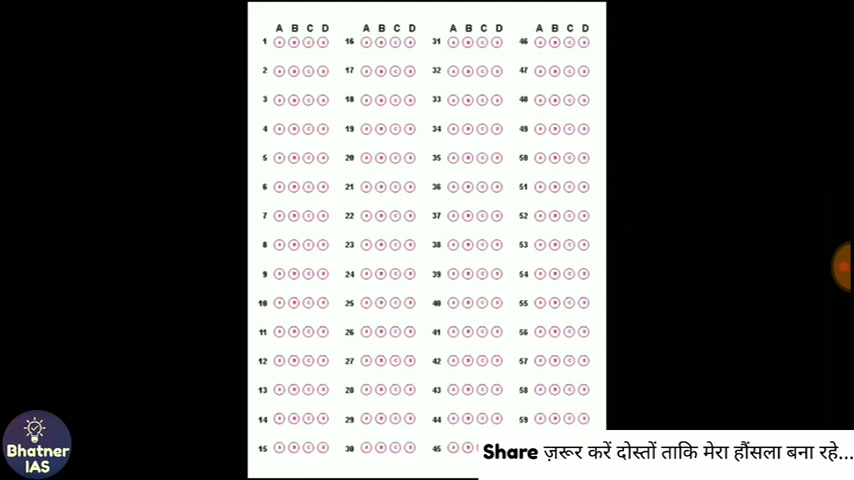 A B C D A B C D A B C D A B C D
1 A B C D 16 A B C D 31 A B C D 46 A B C D
2 A B C D 17 A B C D 32 A B C D 47 A B C D
3 A B C D 18 A B C D 33 A B C D 48 A B C D
4 A B C D 19 A B C D 34 A B C D 49 A B C D
5 A B C D 20 A B C D 35 A B C D 50 A B C D
6 A B C D 21 A B C D 36 A B C D 51 A B C D
7 A B C D 22 A B C D 37 A B C D 52 A B C D
8 A B C D 23 A B C D 38 A B C D 53 A B C D
9 A B C D 24 A B C D 39 A B C D 54 A B C D
10 A B C D 25 A B C D 40 A B C D 55 A B C D
11 A B C D 26 A B C D 41 A B C D 56 A B C D
12 A B C D 27 A B C D 42 A B C D 57 A B C D
13 A B C D 28 A B C D 43 A B C D 58 A B C D
14 A B C D 29 A B C D 44 A B C D 59 A B C D
15 A B C D 30 A B C D 45 A B
Bhatner
IAS
Share ज़रूर करें दोस्तों ताकि मेरा हौंसला बना रहे...